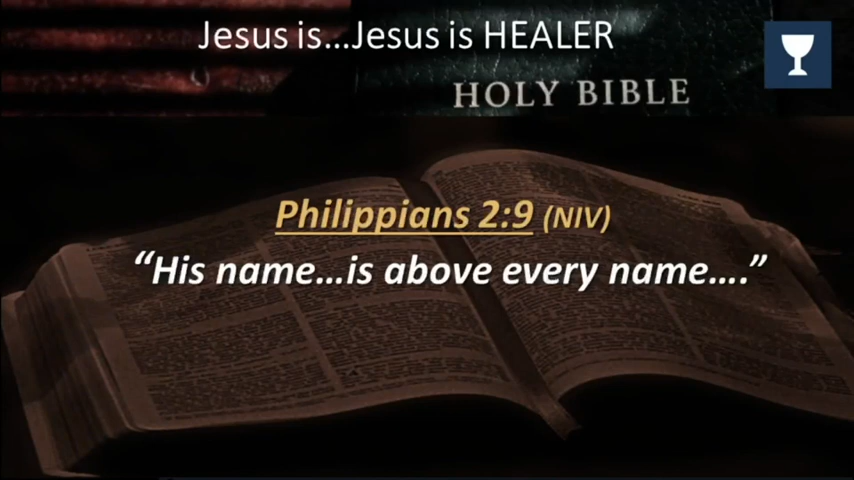 Jesus is...Jesus is HEALER
HOLY BIBLE
Philippians 2:9 (NIV)
“His name...is above every name....”